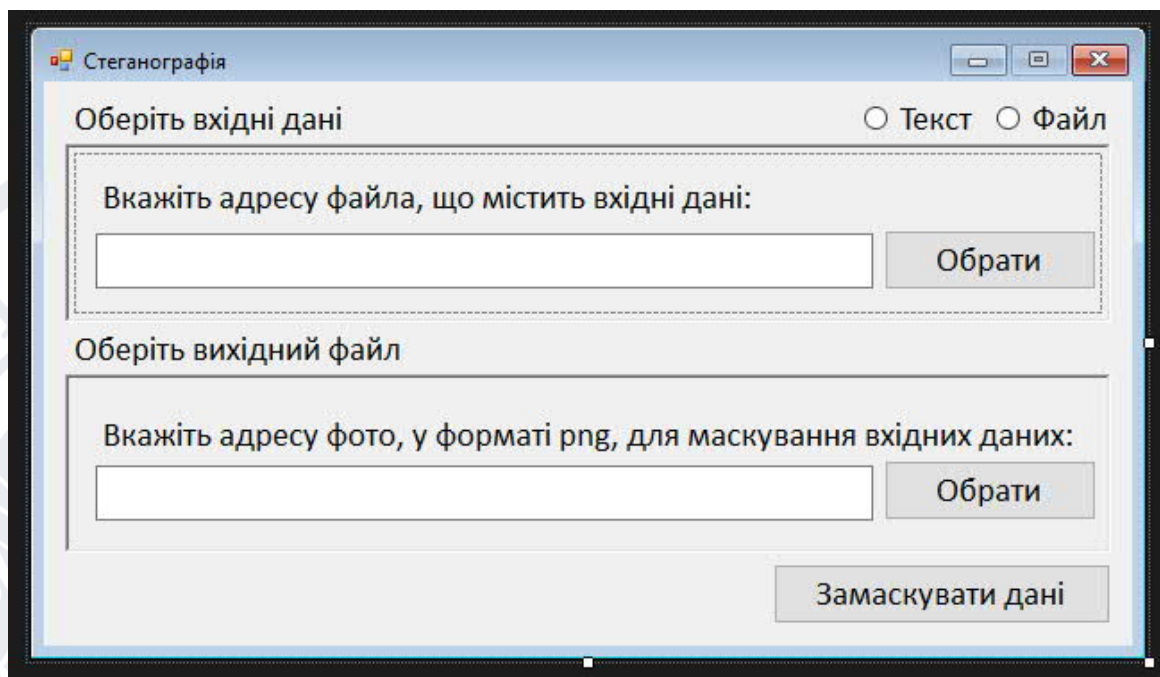 Стеганографія
Оберіть вхідні дані Текст Файл
Вкажіть адресу файла, що містить вхідні дані:
Обрати
Оберіть вихідний файл
Вкажіть адресу фото, у форматі png, для маскування вхідних даних:
Обрати
Замаскувати дані